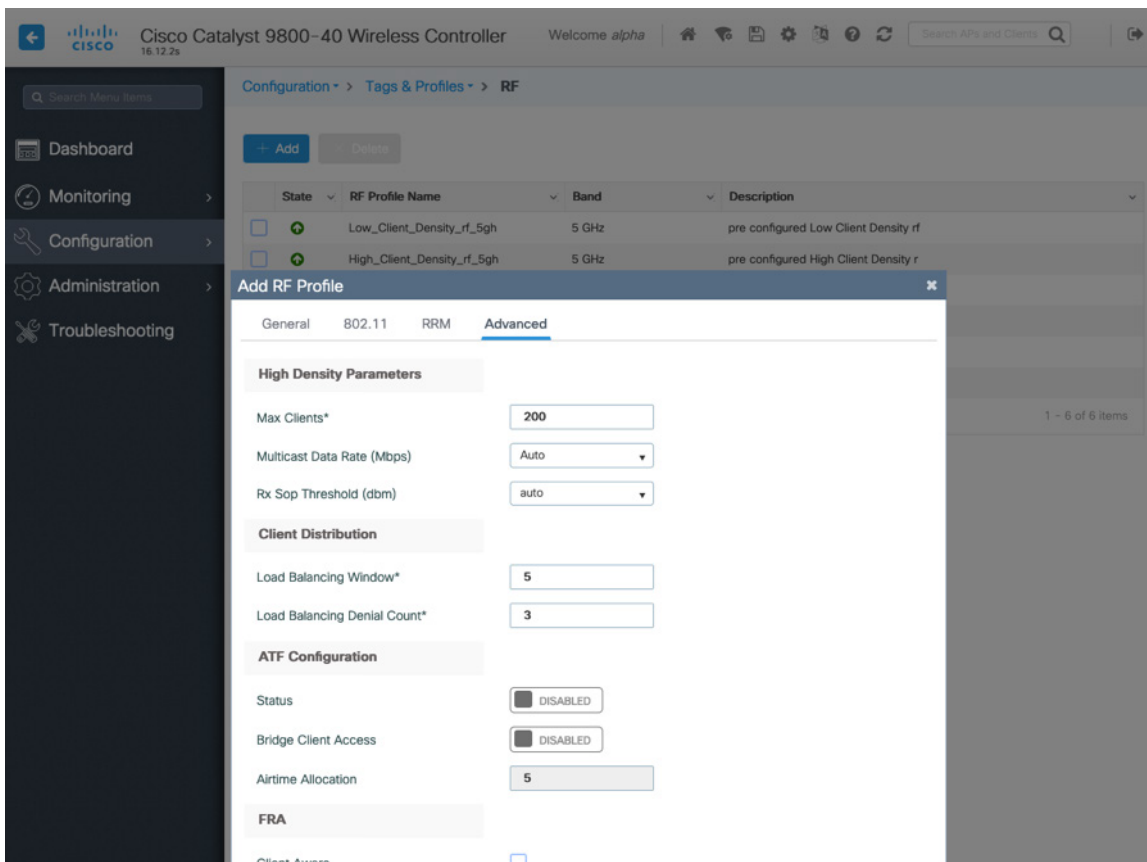 CISCO
Cisco Catalyst 9800-40 Wireless Controller
16.12.2s
Welcome alpha
Search APs and Clients
Search Menu Items
Dashboard
Monitoring
Configuration
Administration
Troubleshooting
Configuration > Tags & Profiles > RF
+ Add
Delete
State RF Profile Name Band Description
Low_Client_Density_rf_5gh 5 GHz pre configured Low Client Density rf
High_Client_Density_rf_5gh 5 GHz pre configured High Client Density r
1 - 6 of 6 items
Add RF Profile
General 802.11 RRM Advanced
High Density Parameters
Max Clients* 200
Multicast Data Rate (Mbps) Auto
Rx Sop Threshold (dbm) auto
Client Distribution
Load Balancing Window* 5
Load Balancing Denial Count* 3
ATF Configuration
Status DISABLED
Bridge Client Access DISABLED
Airtime Allocation 5
FRA
Client Aware